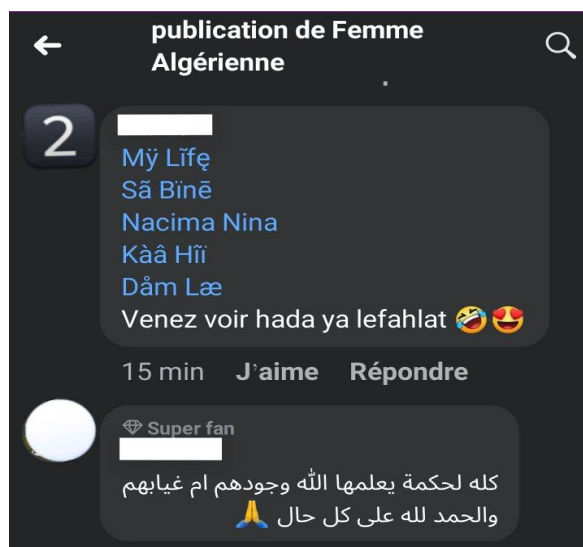 publication de Femme
Algérienne
2
Mÿ Lĩfę
Sã Bïnē
Nacima Nina
Kàâ Hĩï
Dåm Læ
Venez voir hada ya lefahlat 🤣😍
15 min J'aime Répondre
Super fan
كله لحكمة يعلمها الله وجودهم ام غيابهم
والحمد لله على كل حال 🙏